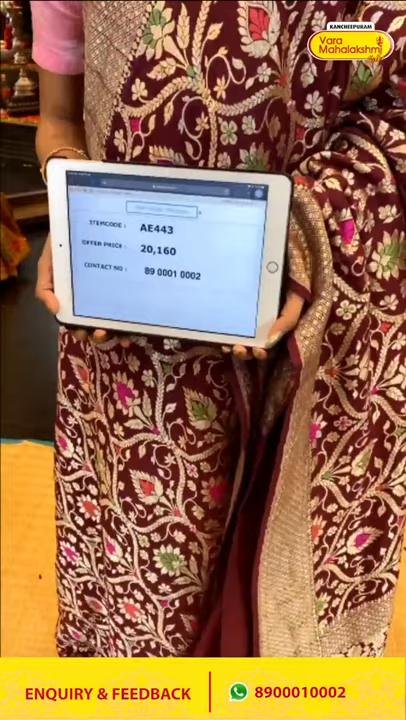 KANCHEEPURAM
Vara
Mahalakshmi
ITEMCODE : AE443
OFFER PRICE : 20,160
CONTACT NO : 89 0001 0002
ENQUIRY & FEEDBACK
8900010002